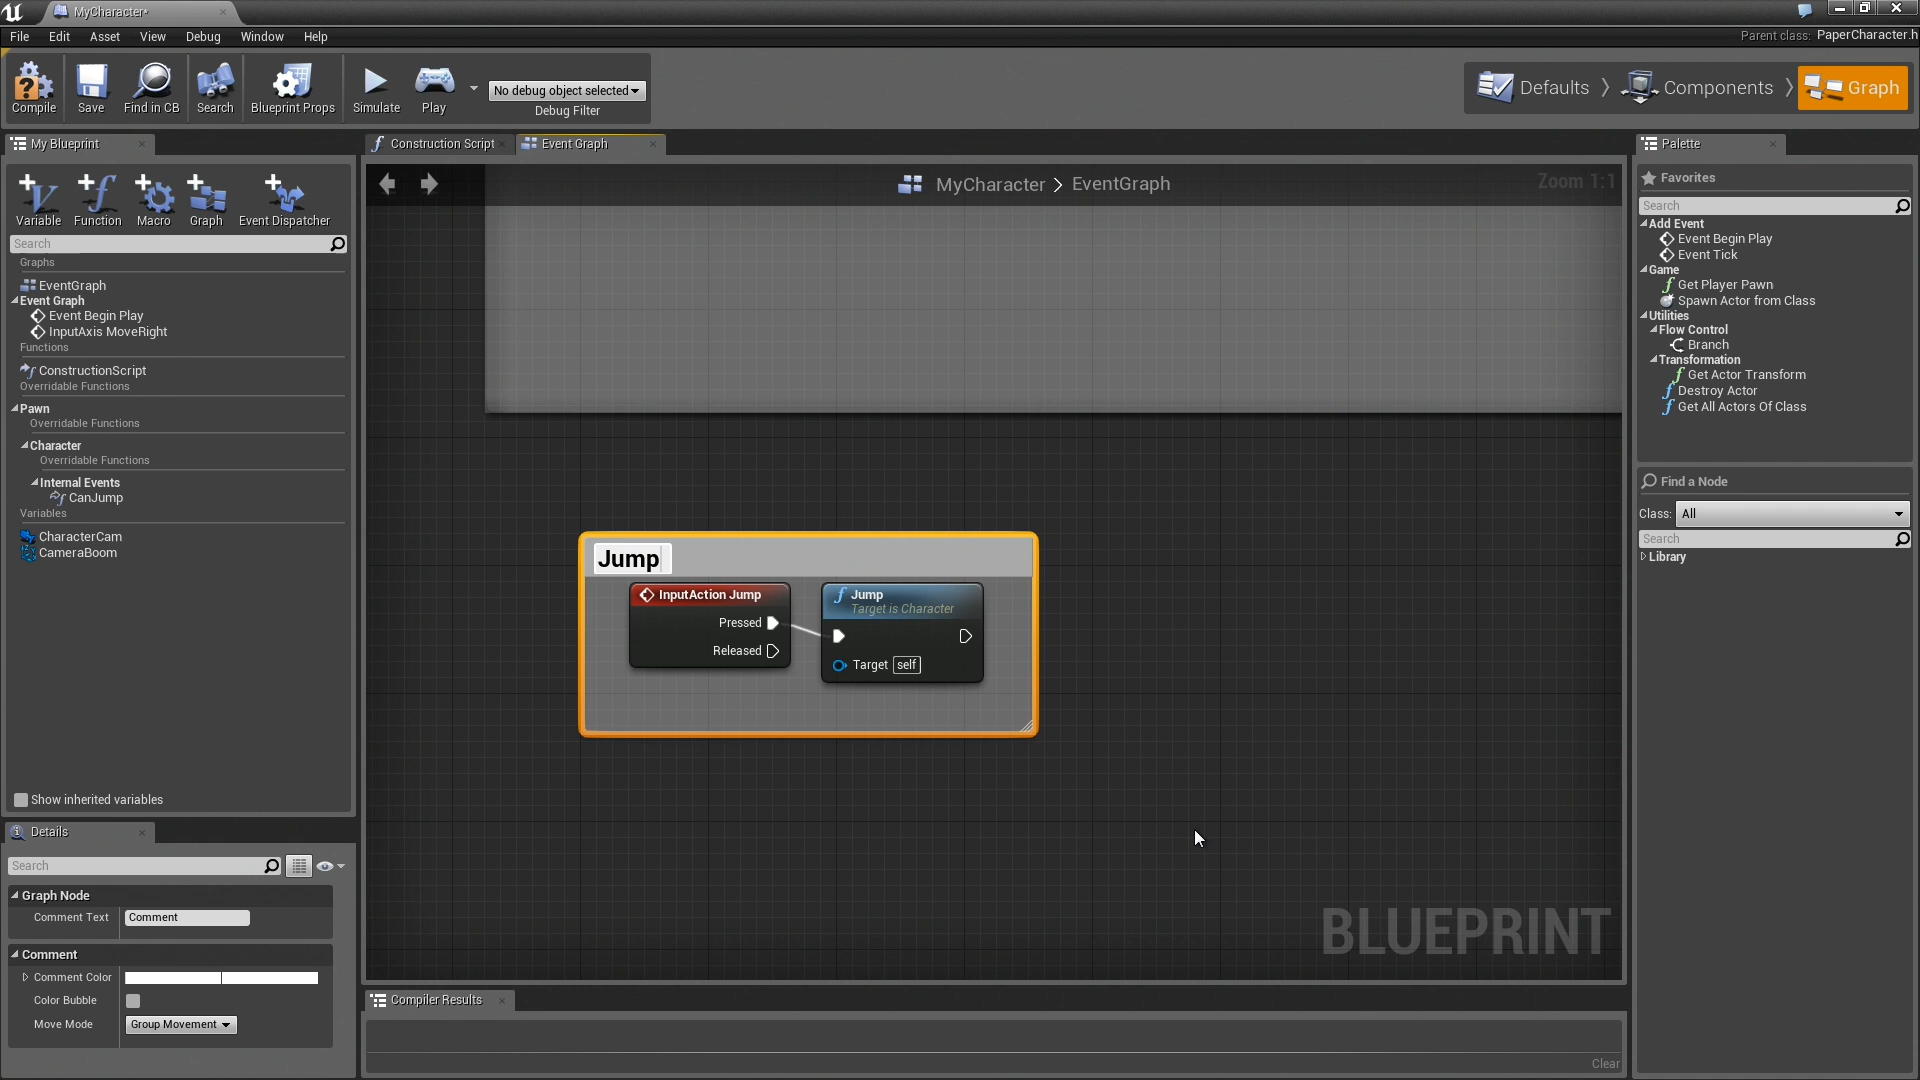 MyCharacter*
File Edit Asset View Debug Window Help
Parent class: PaperCharacter.h
Compile Save Find in CB Search Blueprint Props Simulate Play
No debug object selected
Debug Filter
Defaults Components Graph
My Blueprint
Variable Function Macro Graph Event Dispatcher
Search
Graphs
EventGraph
Event Graph
Event Begin Play
InputAxis MoveRight
Functions
ConstructionScript
Overridable Functions
Pawn
Overridable Functions
Character
Overridable Functions
Internal Events
CanJump
Variables
CharacterCam
CameraBoom
Show inherited variables
Details
Search
Graph Node
Comment Text Comment
Comment
Comment Color
Color Bubble
Move Mode Group Movement
Construction Script Event Graph
MyCharacter > EventGraph
Zoom 1:1
Jump
InputAction Jump
Pressed
Released
Jump
Target is Character
Target self
BLUEPRINT
Compiler Results
Clear
Palette
Favorites
Search
Add Event
Event Begin Play
Event Tick
Game
Get Player Pawn
Spawn Actor from Class
Utilities
Flow Control
Branch
Transformation
Get Actor Transform
Destroy Actor
Get All Actors Of Class
Find a Node
Class: All
Search
Library